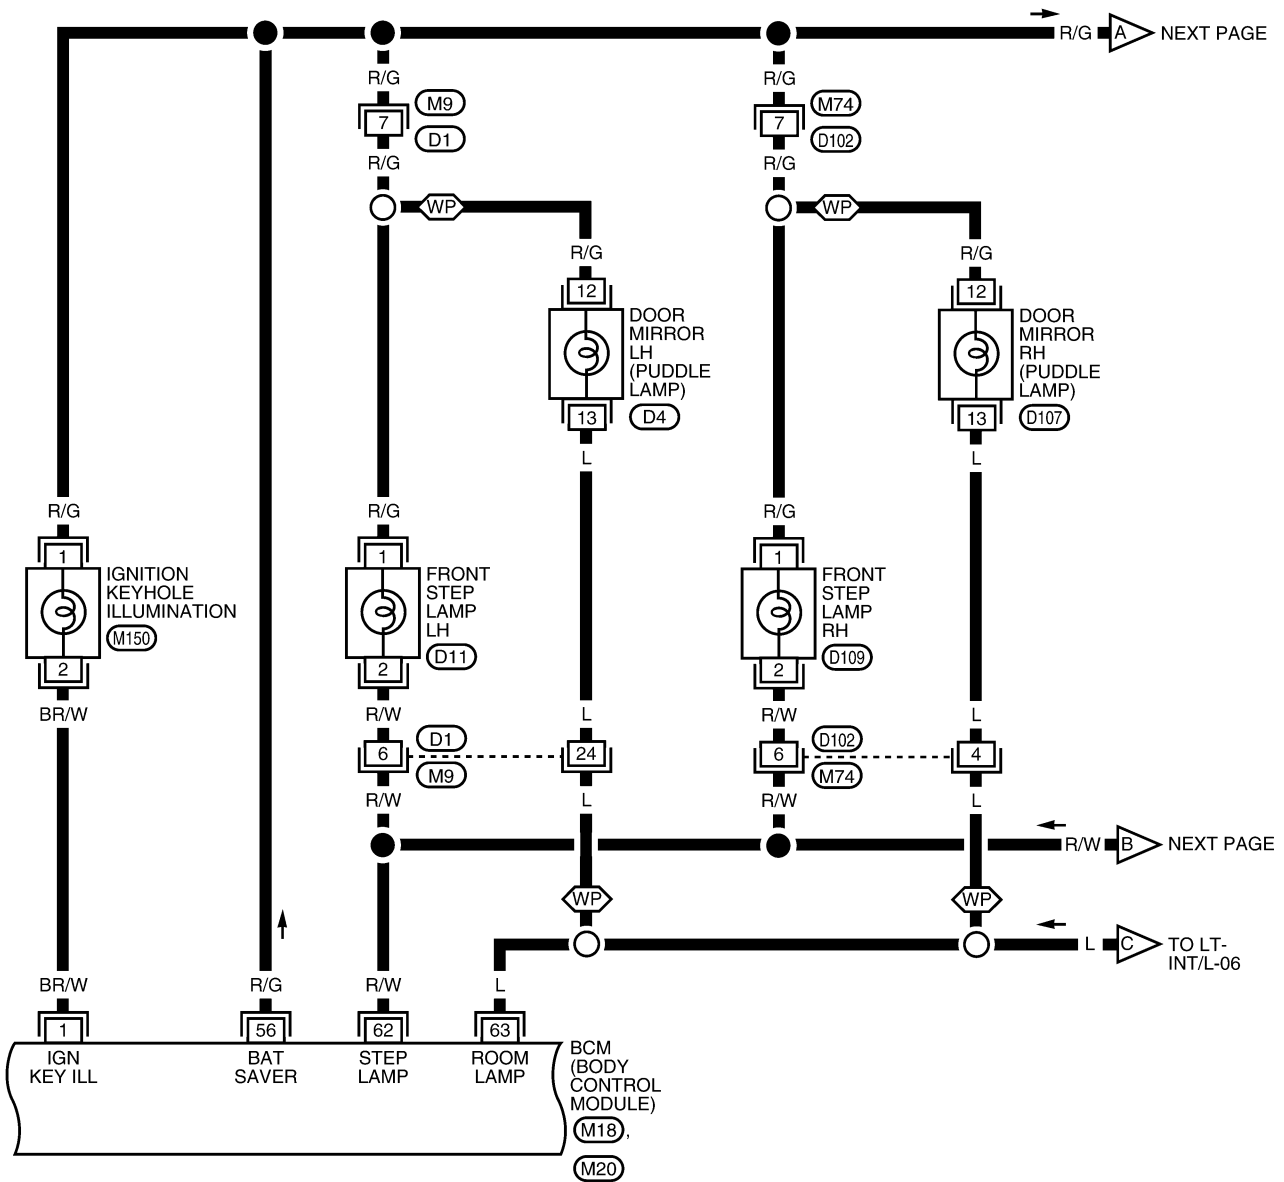 R/G A NEXT PAGE
R/G
R/G
7
M9
D1
7
M74
D102
R/G
R/G
WP
WP
R/G
R/G
12
DOOR
MIRROR
LH
(PUDDLE
LAMP)
13
D4
12
DOOR
MIRROR
RH
(PUDDLE
LAMP)
13
D107
L
L
R/G
R/G
R/G
1
IGNITION
KEYHOLE
ILLUMINATION
M150
2
1
FRONT
STEP
LAMP
LH
D11
2
1
FRONT
STEP
LAMP
RH
D109
2
BR/W
R/W
L
R/W
L
6
D1
M9
24
6
D102
M74
4
R/W
L
R/W
L
R/W B NEXT PAGE
WP
WP
L C TO LT-
INT/L-06
BR/W
R/G
R/W
L
1
56
62
63
IGN
KEY ILL
BAT
SAVER
STEP
LAMP
ROOM
LAMP
BCM
(BODY
CONTROL
MODULE)
M18,
M20